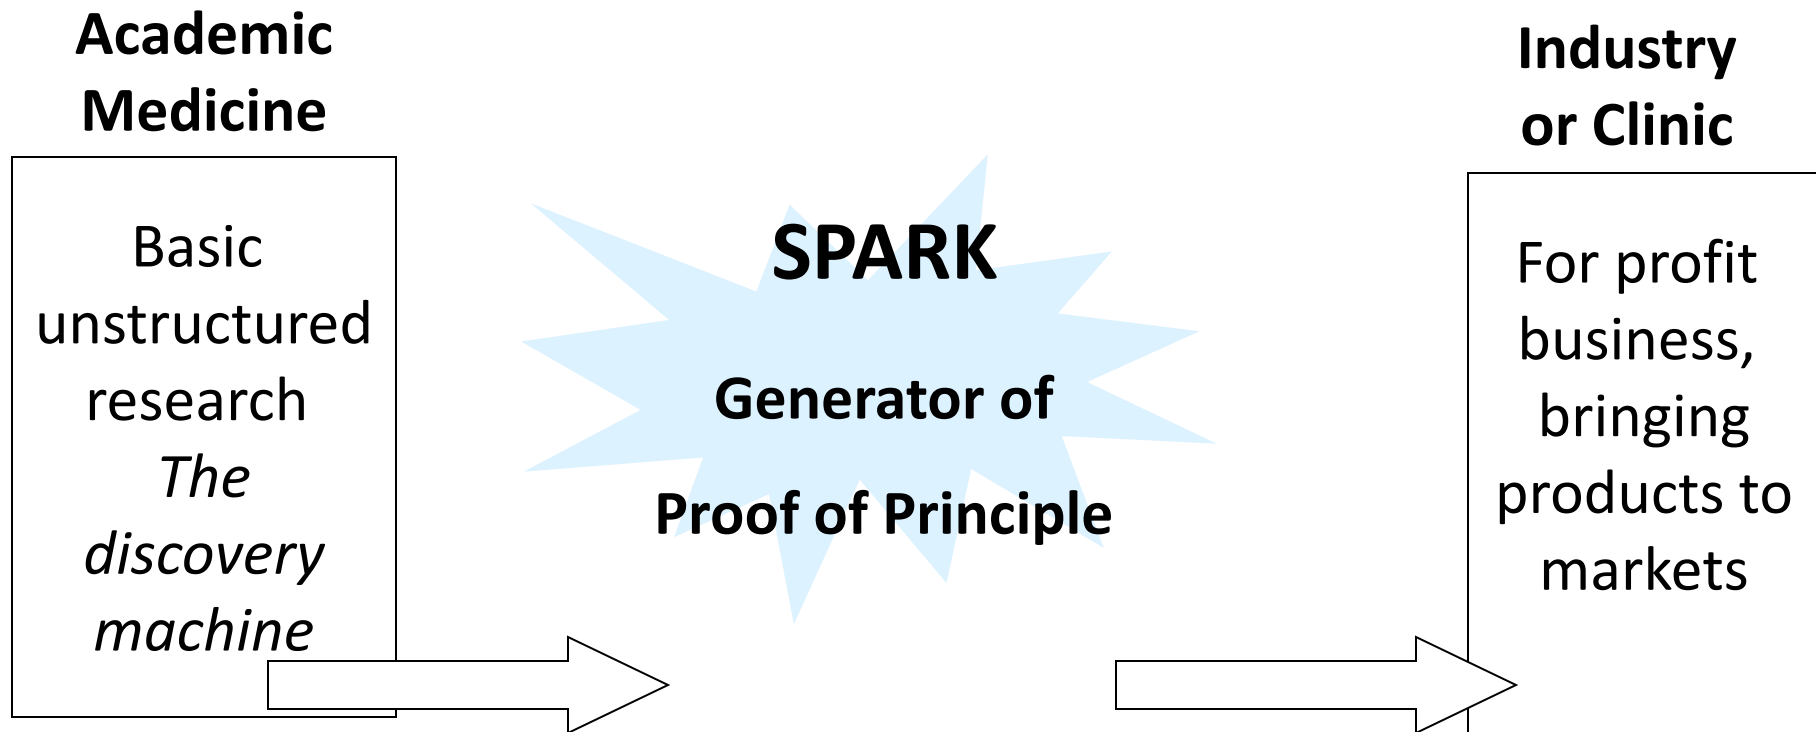 Academic
Medicine
Basic
unstructured
research
The
discovery
machine
SPARK
Generator of
Proof of Principle
Industry
or Clinic
For profit
business,
bringing
products to
markets